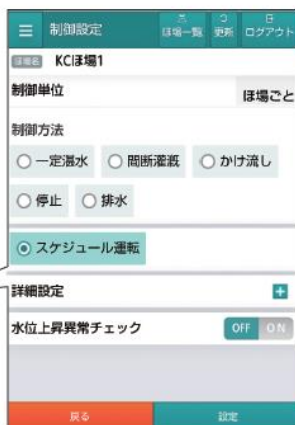 制御設定 ほ場一覧 更新 ログアウト
ほ場名 KCほ場1
制御単位 ほ場ごと
制御方法
一定湛水 間断灌漑 かけ流し
停止 排水
スケジュール運転
詳細設定
水位上昇異常チェック OFF ON
戻る 設定